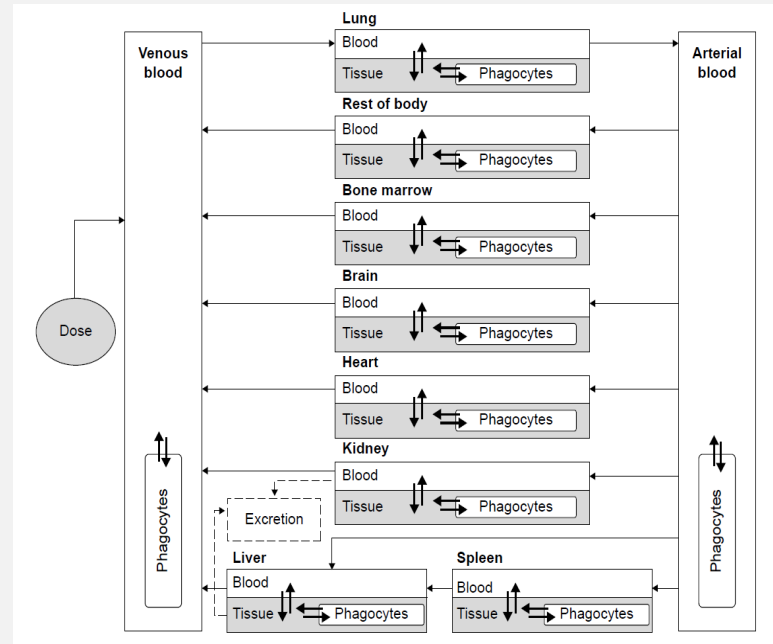 Lung
Venous
blood
Blood
Tissue
Phagocytes
Arterial
blood
Rest of body
Blood
Tissue
Phagocytes
Bone marrow
Blood
Tissue
Phagocytes
Brain
Blood
Tissue
Phagocytes
Dose
Heart
Blood
Tissue
Phagocytes
Kidney
Blood
Tissue
Phagocytes
Phagocytes
Phagocytes
Excretion
Liver
Blood
Tissue
Phagocytes
Spleen
Blood
Tissue
Phagocytes